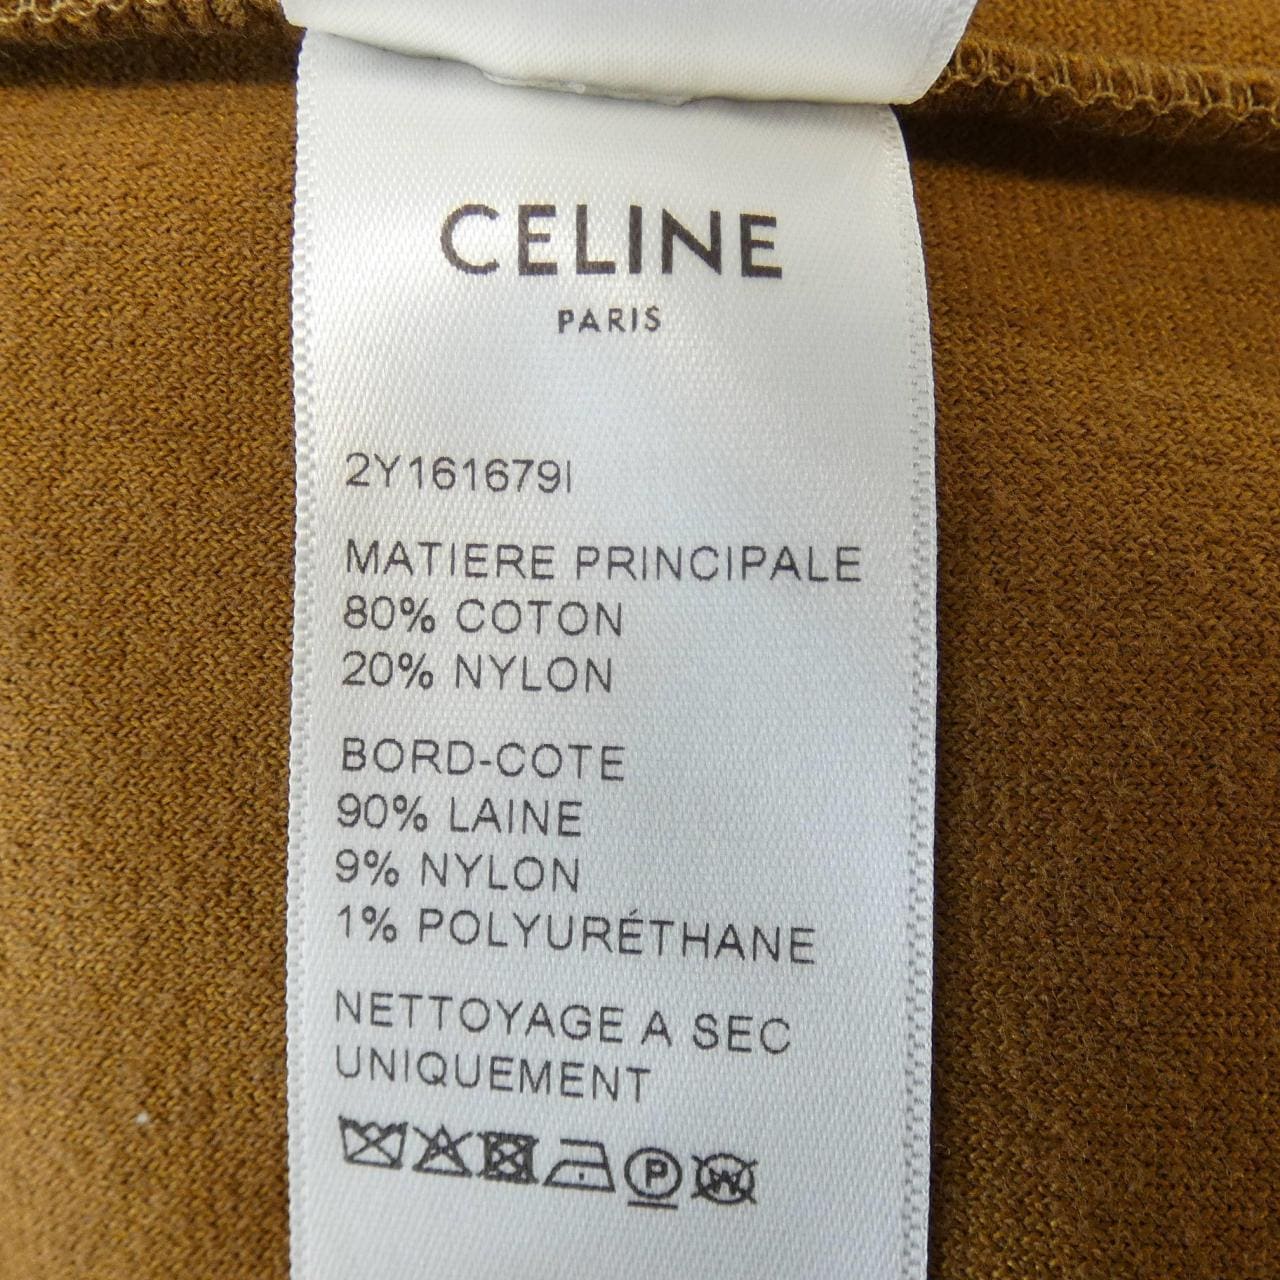 CELINE
PARIS
2Y161679I
MATIERE PRINCIPALE
80% COTON
20% NYLON
BORD-COTE
90% LAINE
9% NYLON
1% POLYURÉTHANE
NETTOYAGE A SEC
UNIQUEMENT
P W